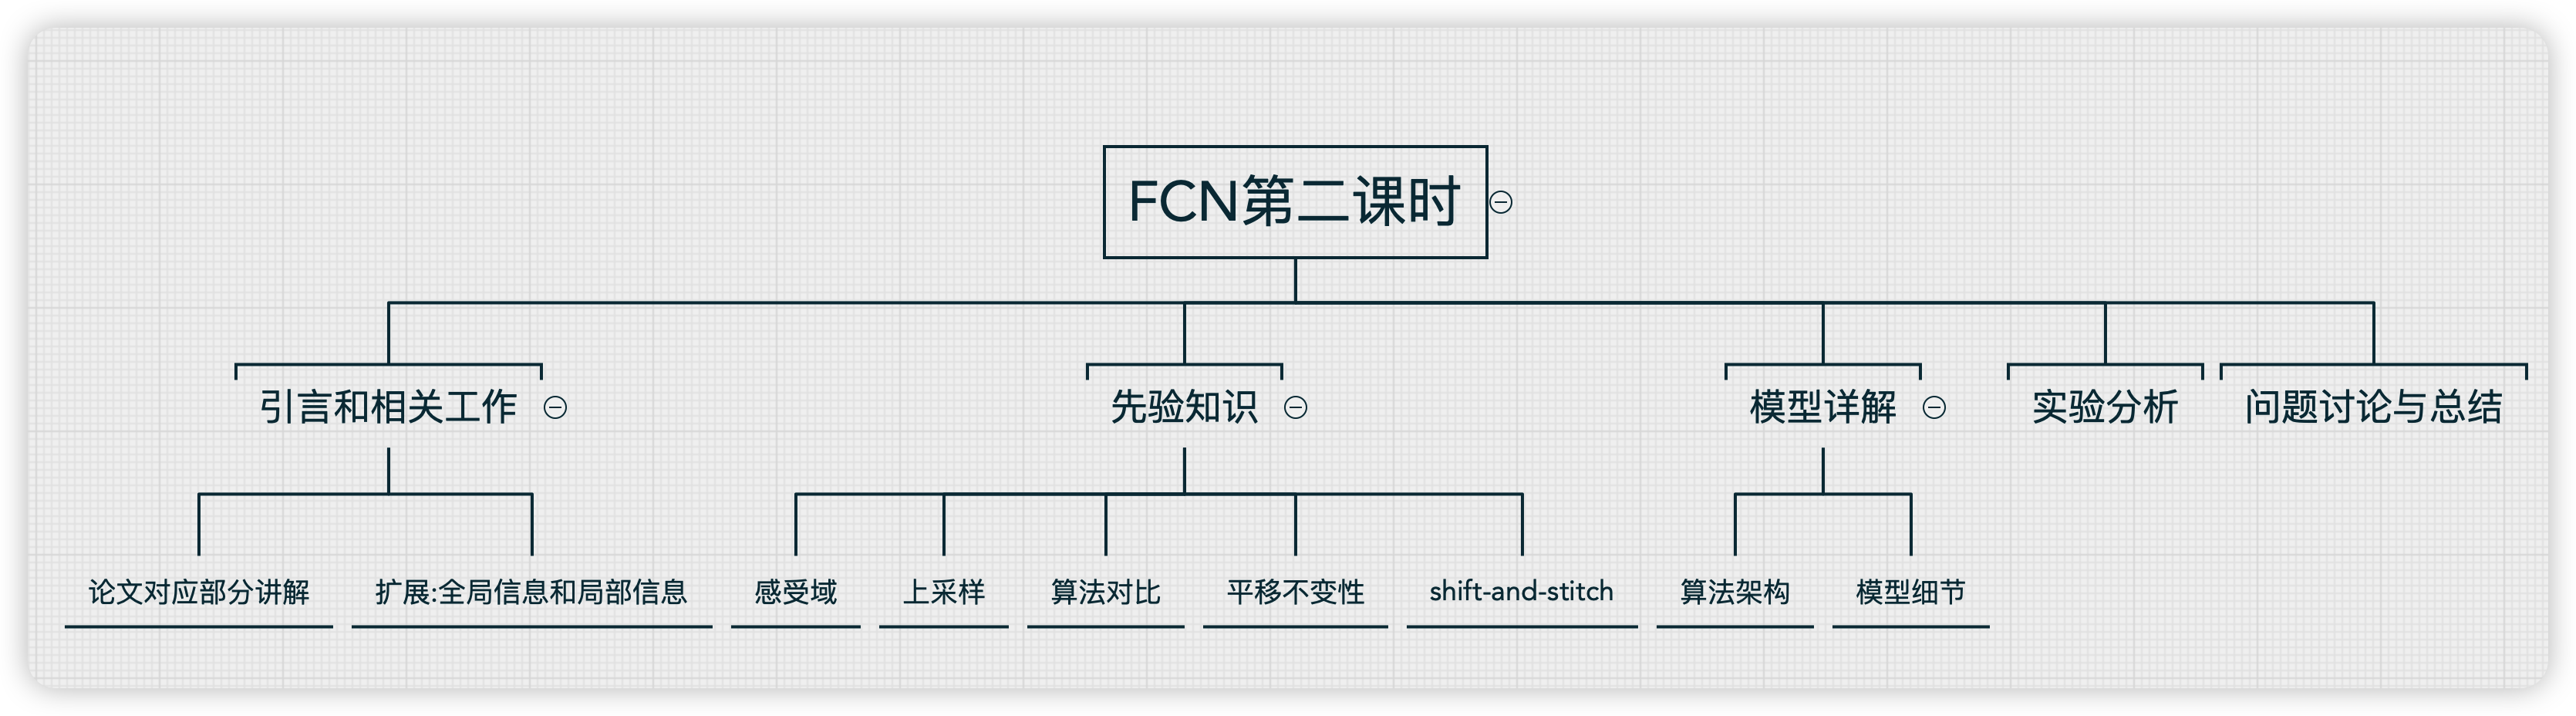 FCN第二课时
引言和相关工作
先验知识
模型详解
实验分析
问题讨论与总结
论文对应部分讲解
扩展:全局信息和局部信息
感受域
上采样
算法对比
平移不变性
shift-and-stitch
算法架构
模型细节